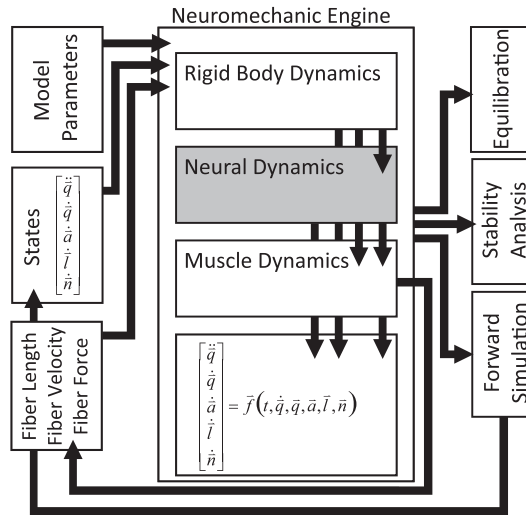 Neuromechanic Engine
Model
Parameters
Rigid Body Dynamics
Equilibration
Neural Dynamics
States
[q̈ q̇ ȧ l̇ ṅ]
Stability
Analysis
Muscle Dynamics
Fiber Length
Fiber Velocity
Fiber Force
Forward
Simulation
[q̈ q̇ ȧ l̇ ṅ] = f̄(t, q̇, q̄, ā, l̄, n̄)